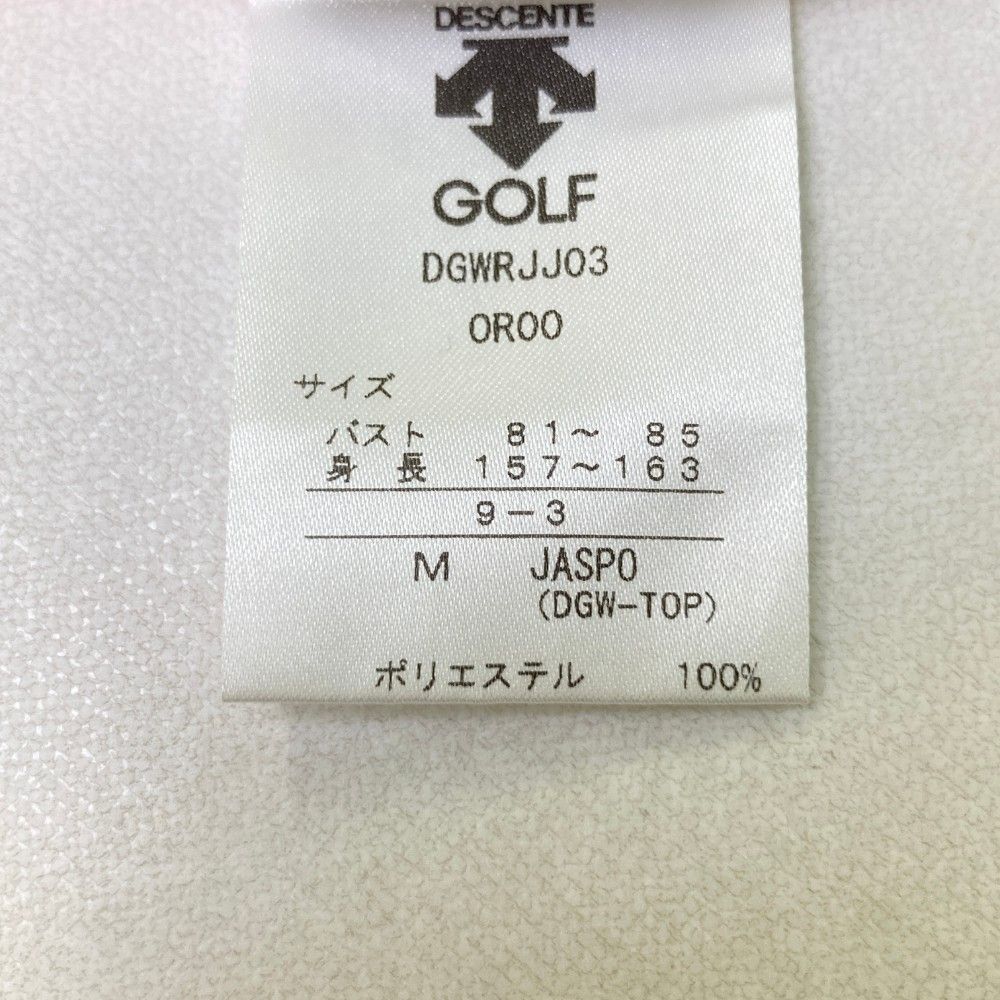 DESCENTE
GOLF
DGWRJJ03
0R00
サイズ
バスト 81～ 85
身 長 157～163
9－3
M JASPO
(DGW-TOP)
ポリエステル 100%